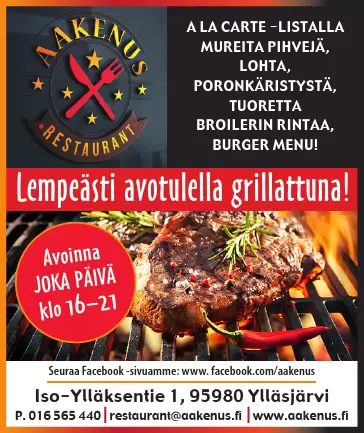 AAKENUS
RESTAURANT
A LA CARTE -LISTALLA
MUREITA PIHVEJÄ,
LOHTA,
PORONKÄRISTYSTÄ,
TUORETTA
BROILERIN RINTAA,
BURGER MENU!
Lempeästi avotulella grillattuna!
Avoinna
JOKA PÄIVÄ
klo 16–21
Seuraa Facebook -sivuamme: www. facebook.com/aakenus
Iso-Ylläksentie 1, 95980 Ylläsjärvi
P. 016 565 440 | restaurant@aakenus.fi | www.aakenus.fi